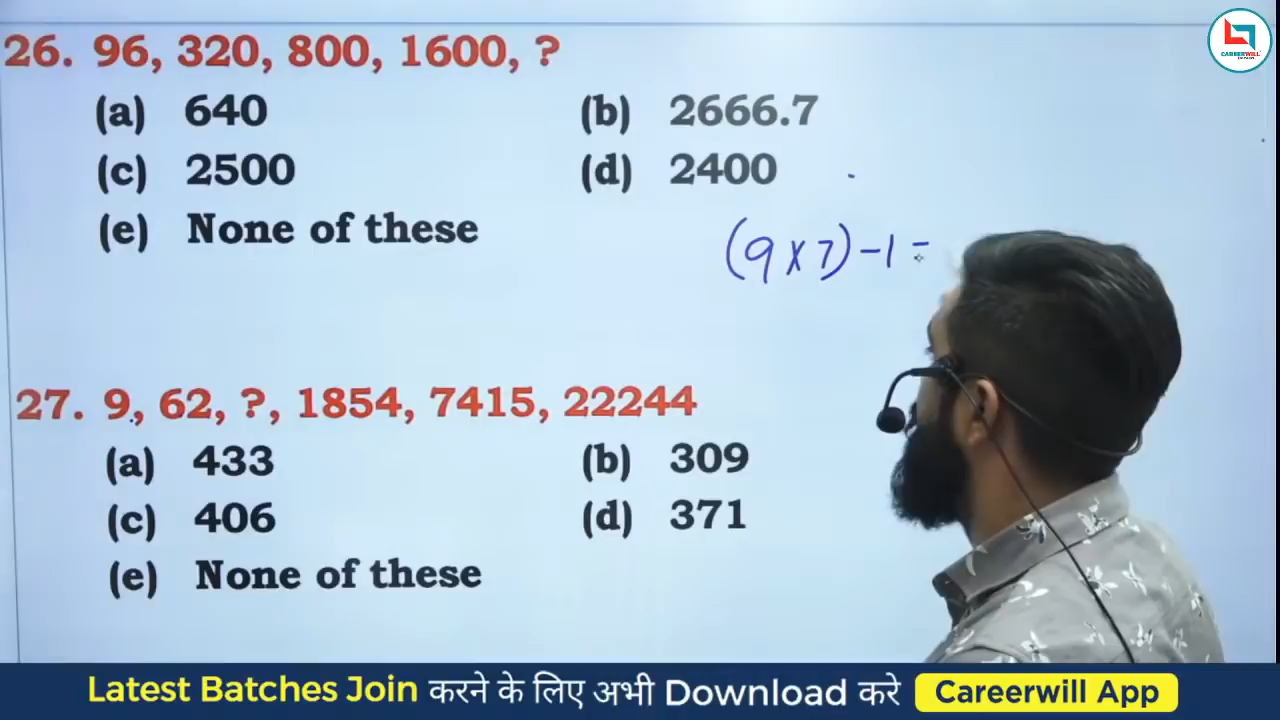 26. 96, 320, 800, 1600, ?
(a) 640 (b) 2666.7
(c) 2500 (d) 2400
(e) None of these
(9 x 7) - 1 =
27. 9, 62, ?, 1854, 7415, 22244
(a) 433 (b) 309
(c) 406 (d) 371
(e) None of these
CAREERWILL
Latest Batches Join करने के लिए अभी Download करे Careerwill App